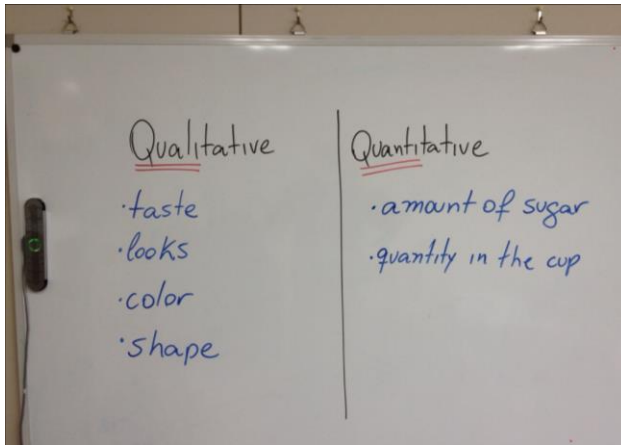 Qualitative
·taste
·looks
·color
·shape
Quantitative
·amount of sugar
·quantity in the cup